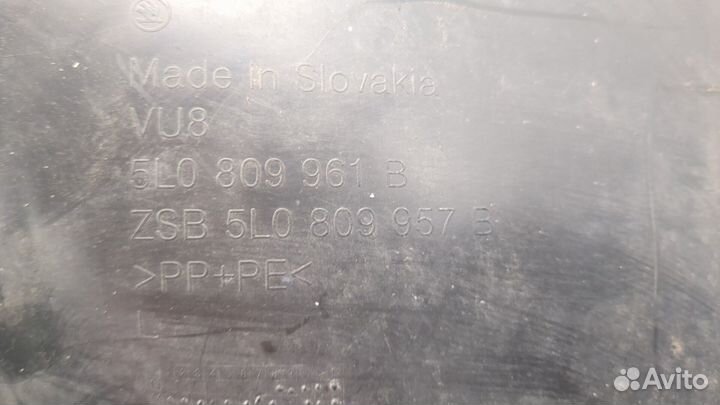 Made in Slovakia
VU8
5L0 809 961 B
ZSB 5L0 809 957 B
>PP+PE<
L
Avito